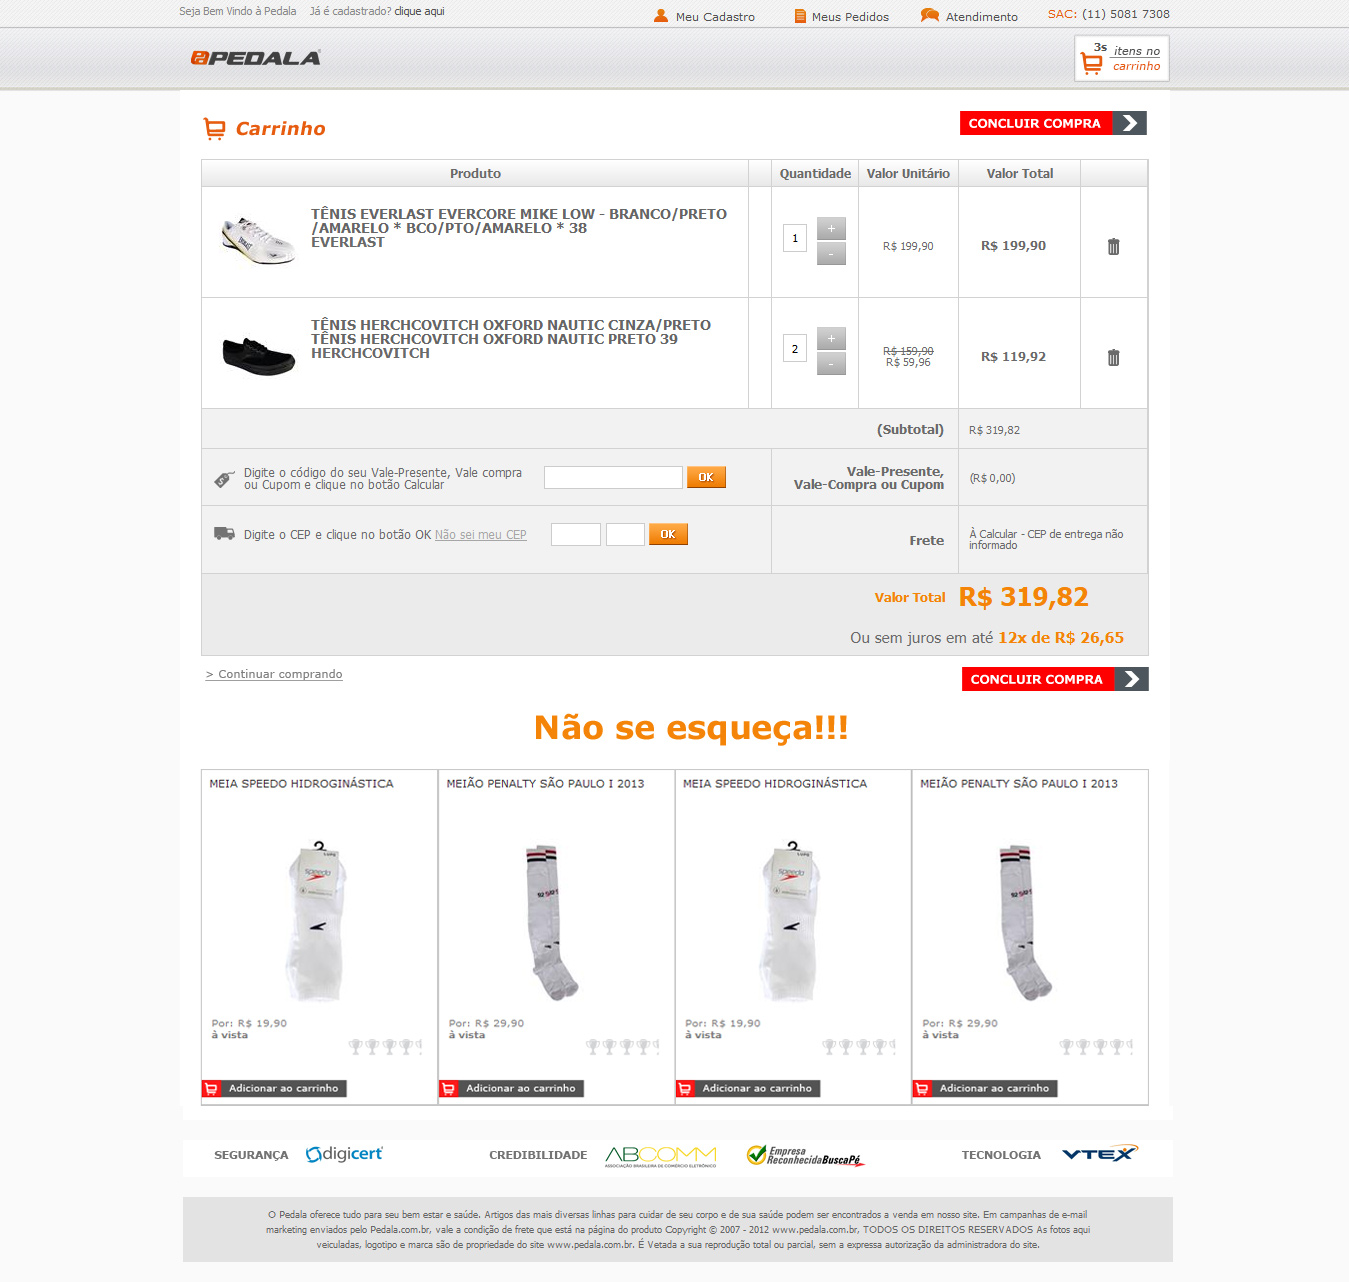 Seja Bem Vindo à Pedala Já é cadastrado? clique aqui
Meu Cadastro Meus Pedidos Atendimento SAC: (11) 5081 7308
PEDALA
3s itens no
carrinho
Carrinho
CONCLUIR COMPRA
Produto Quantidade Valor Unitário Valor Total
TÊNIS EVERLAST EVERCORE MIKE LOW - BRANCO/PRETO
/AMARELO * BCO/PTO/AMARELO * 38
EVERLAST
1 + - R$ 199,90 R$ 199,90
TÊNIS HERCHCOVITCH OXFORD NAUTIC CINZA/PRETO
TÊNIS HERCHCOVITCH OXFORD NAUTIC PRETO 39
HERCHCOVITCH
2 + - R$ 159,90
R$ 59,96 R$ 119,92
(Subtotal) R$ 319,82
Digite o código do seu Vale-Presente, Vale compra
ou Cupom e clique no botão Calcular
OK
Vale-Presente,
Vale-Compra ou Cupom
(R$ 0,00)
Digite o CEP e clique no botão OK Não sei meu CEP
OK
Frete
À Calcular - CEP de entrega não
informado
Valor Total R$ 319,82
Ou sem juros em até 12x de R$ 26,65
> Continuar comprando
CONCLUIR COMPRA
Não se esqueça!!!
MEIA SPEEDO HIDROGINÁSTICA
speedo
Por: R$ 19,90
à vista
Adicionar ao carrinho
MEIÃO PENALTY SÃO PAULO I 2013
Por: R$ 29,90
à vista
Adicionar ao carrinho
MEIA SPEEDO HIDROGINÁSTICA
speedo
Por: R$ 19,90
à vista
Adicionar ao carrinho
MEIÃO PENALTY SÃO PAULO I 2013
Por: R$ 29,90
à vista
Adicionar ao carrinho
SEGURANÇA digicert
CREDIBILIDADE ABCOMM
ASSOCIAÇÃO BRASILEIRA DE COMÉRCIO ELETRÔNICO
Empresa
Reconhecida BuscaPé
TECNOLOGIA VTEX
O Pedala oferece tudo para seu bem estar e saúde. Artigos das mais diversas linhas para cuidar de seu corpo e de sua saúde podem ser encontrados a venda em nosso site. Em campanhas de e-mail
marketing enviados pelo Pedala.com.br, vale a condição de frete que está na página do produto Copyright © 2007 - 2012 www.pedala.com.br, TODOS OS DIREITOS RESERVADOS As fotos aqui
veiculadas, logotipo e marca são de propriedade do site www.pedala.com.br. É Vetada a sua reprodução total ou parcial, sem a expressa autorização da administradora do site.